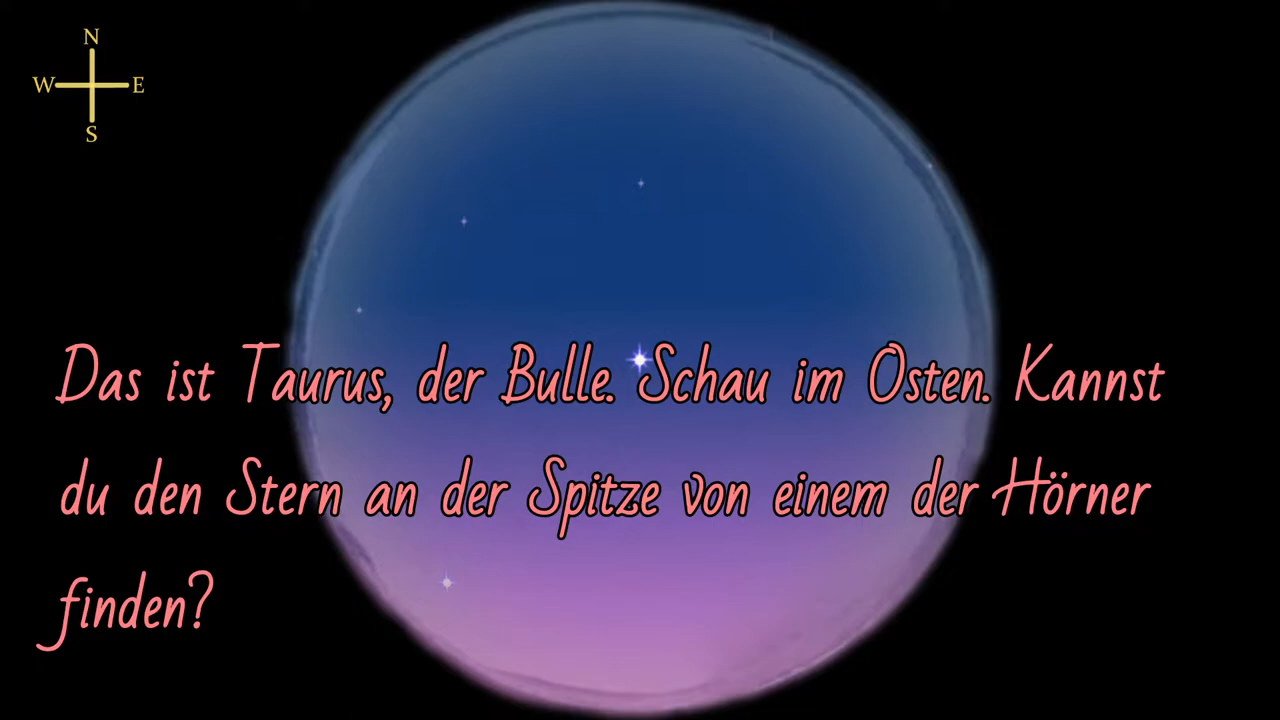 N
W E
S
Das ist Taurus, der Bulle. Schau im Osten. Kannst
du den Stern an der Spitze von einem der Hörner
finden?